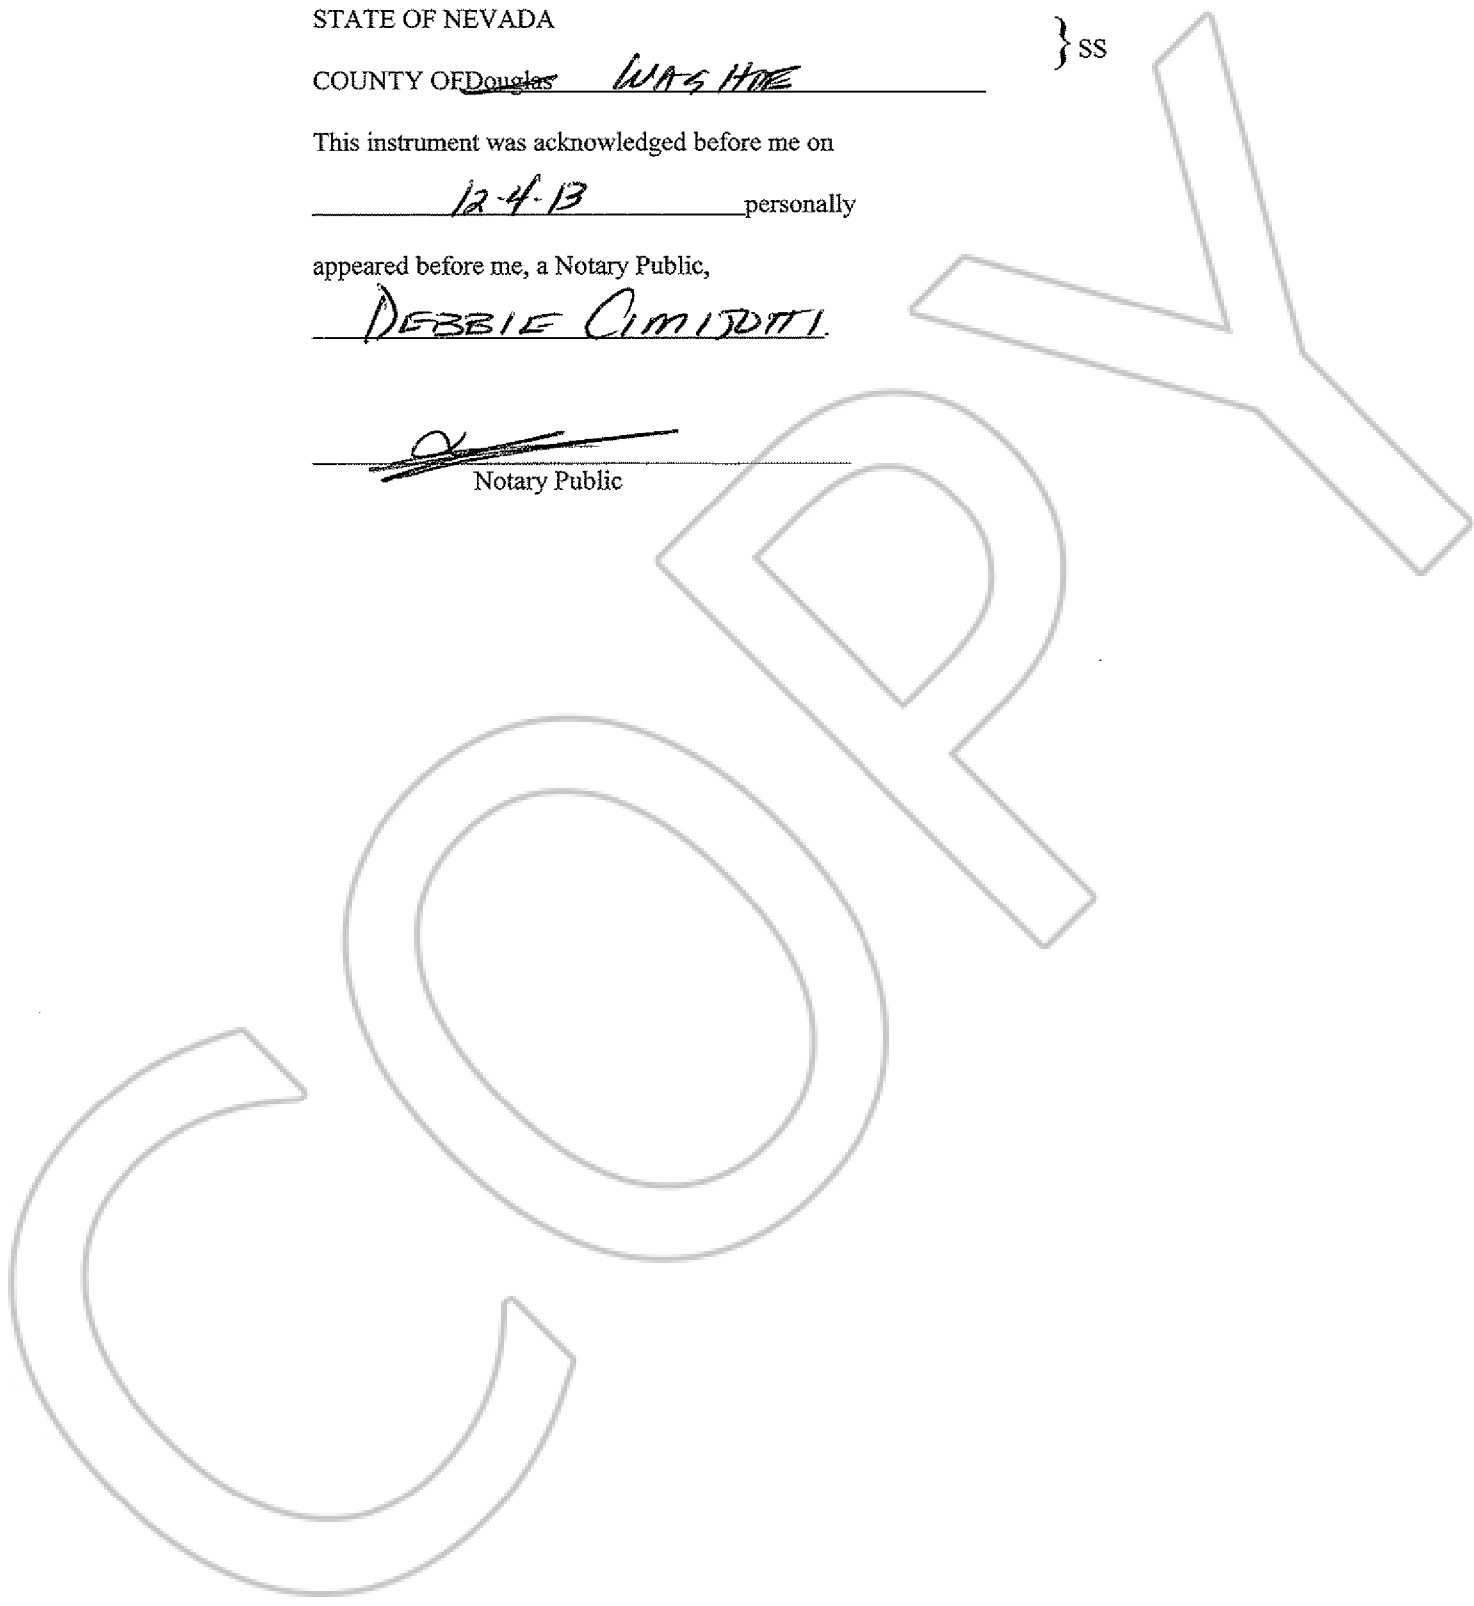 STATE OF NEVADA
} SS
COUNTY OF Douglas WASHOE
This instrument was acknowledged before me on
12-4-13 personally
appeared before me, a Notary Public,
DEBBIE CIMIJOTTI.
Notary Public
COPY